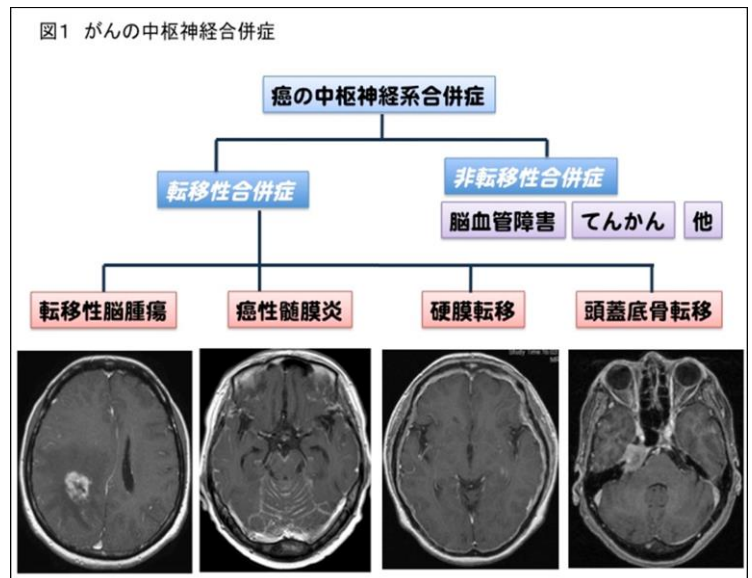 図1 がんの中枢神経合併症
癌の中枢神経系合併症
転移性合併症
非転移性合併症
脳血管障害 てんかん 他
転移性脳腫瘍 癌性髄膜炎 硬膜転移 頭蓋底骨転移
Study Time